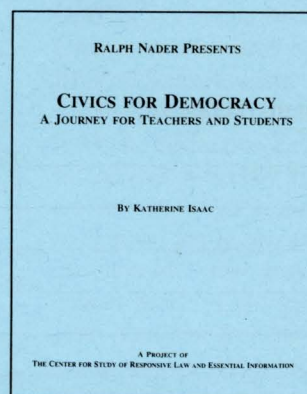 RALPH NADER PRESENTS
CIVICS FOR DEMOCRACY
A JOURNEY FOR TEACHERS AND STUDENTS
BY KATHERINE ISAAC
A PROJECT OF
THE CENTER FOR STUDY OF RESPONSIVE LAW AND ESSENTIAL INFORMATION